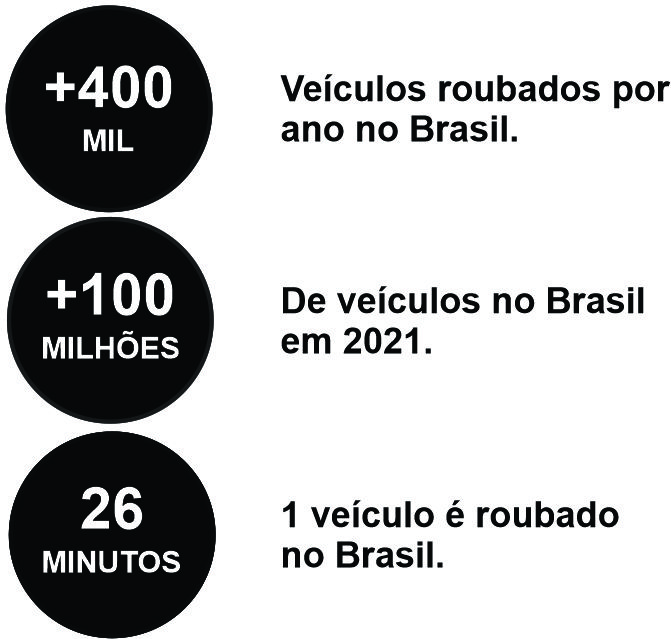 +400
MIL
Veículos roubados por
ano no Brasil.
+100
MILHÕES
De veículos no Brasil
em 2021.
26
MINUTOS
1 veículo é roubado
no Brasil.